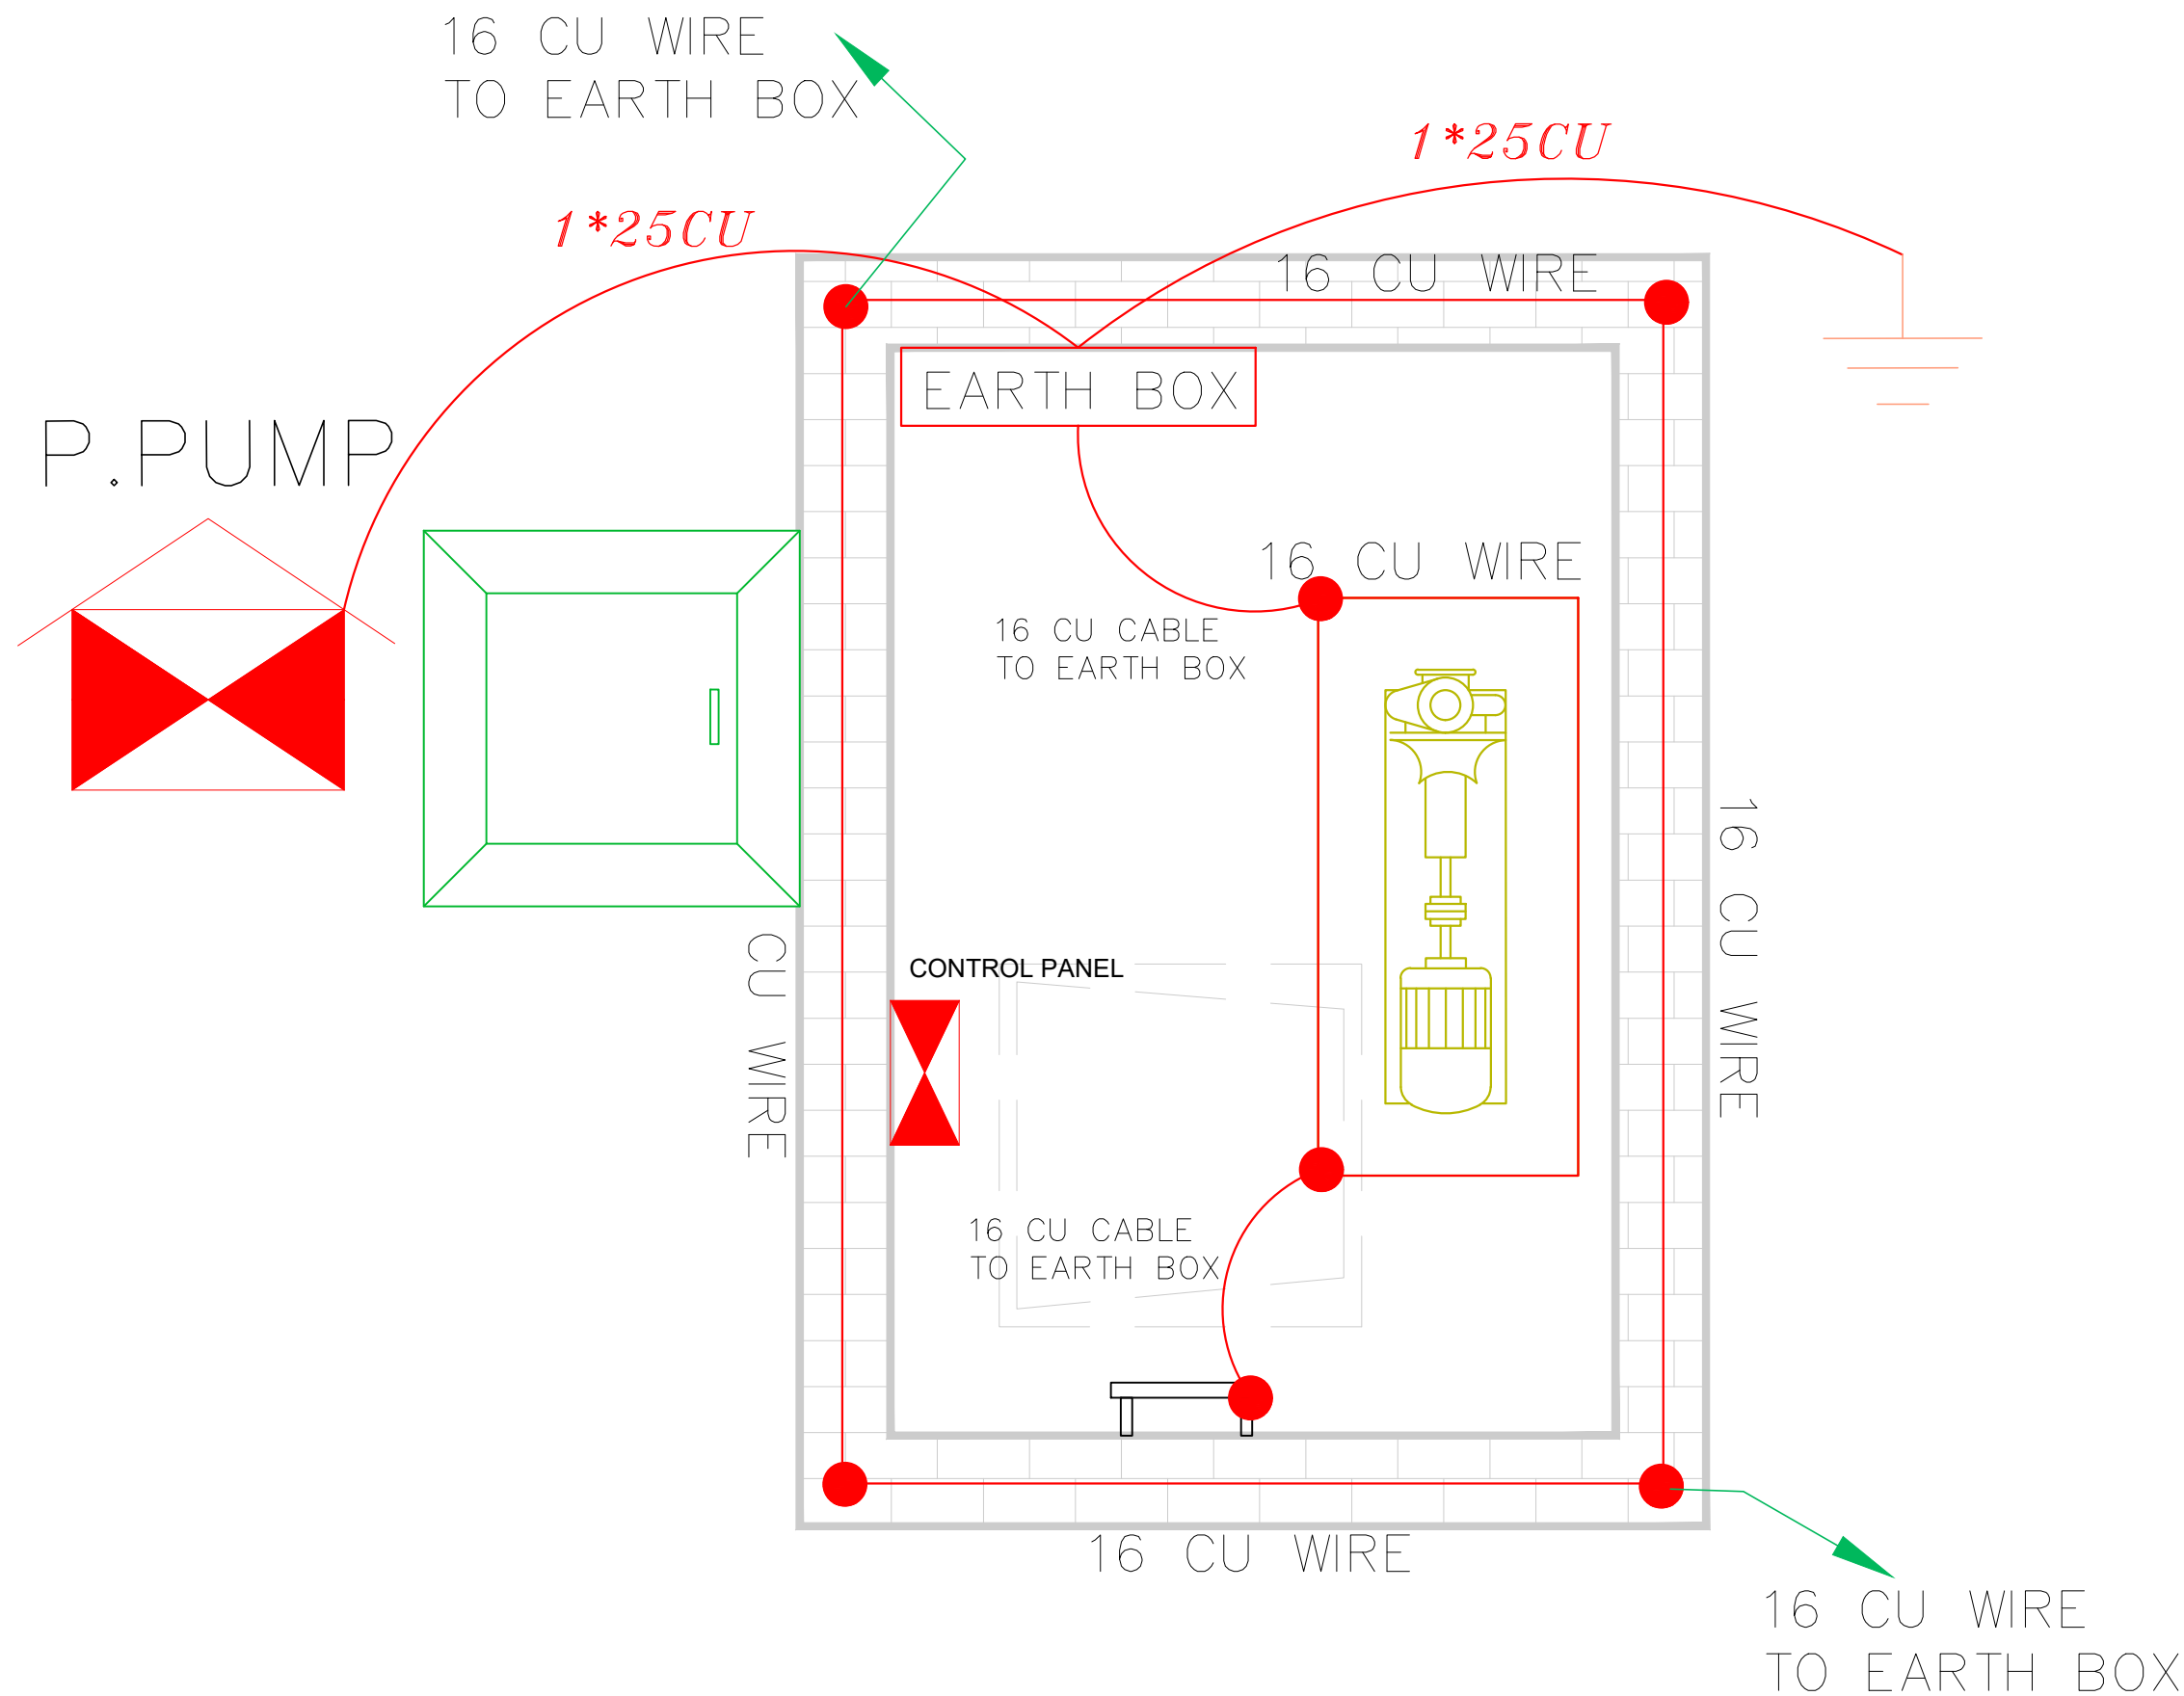 16 CU WIRE
TO EARTH BOX
1*25CU
1*25CU
16 CU WIRE
EARTH BOX
P.PUMP
16 CU WIRE
16 CU CABLE
TO EARTH BOX
16 CU WIRE
CU WIRE
CONTROL PANEL
16 CU CABLE
TO EARTH BOX
16 CU WIRE
16 CU WIRE
TO EARTH BOX